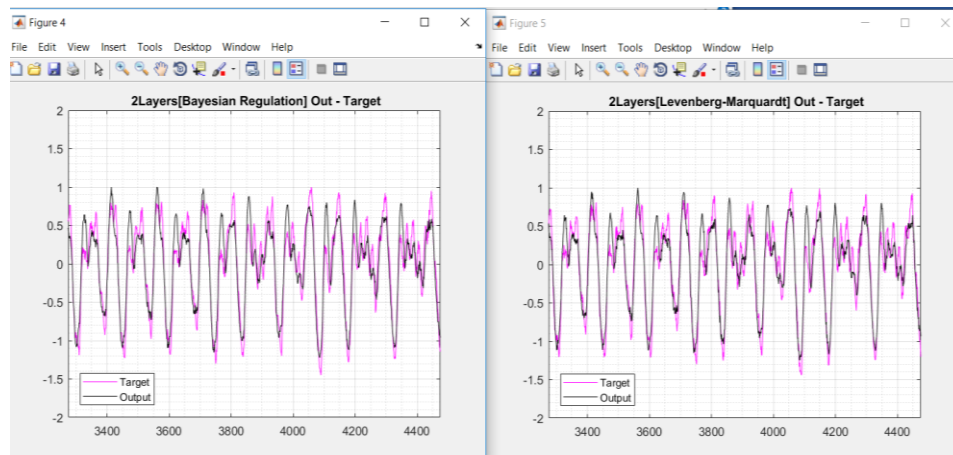 Figure 4
File Edit View Insert Tools Desktop Window Help
2Layers[Bayesian Regulation] Out - Target
2
1.5
1
0.5
0
-0.5
-1
-1.5
-2
Target
Output
3400 3600 3800 4000 4200 4400
Figure 5
File Edit View Insert Tools Desktop Window Help
2Layers[Levenberg-Marquardt] Out - Target
2
1.5
1
0.5
0
-0.5
-1
-1.5
-2
Target
Output
3400 3600 3800 4000 4200 4400